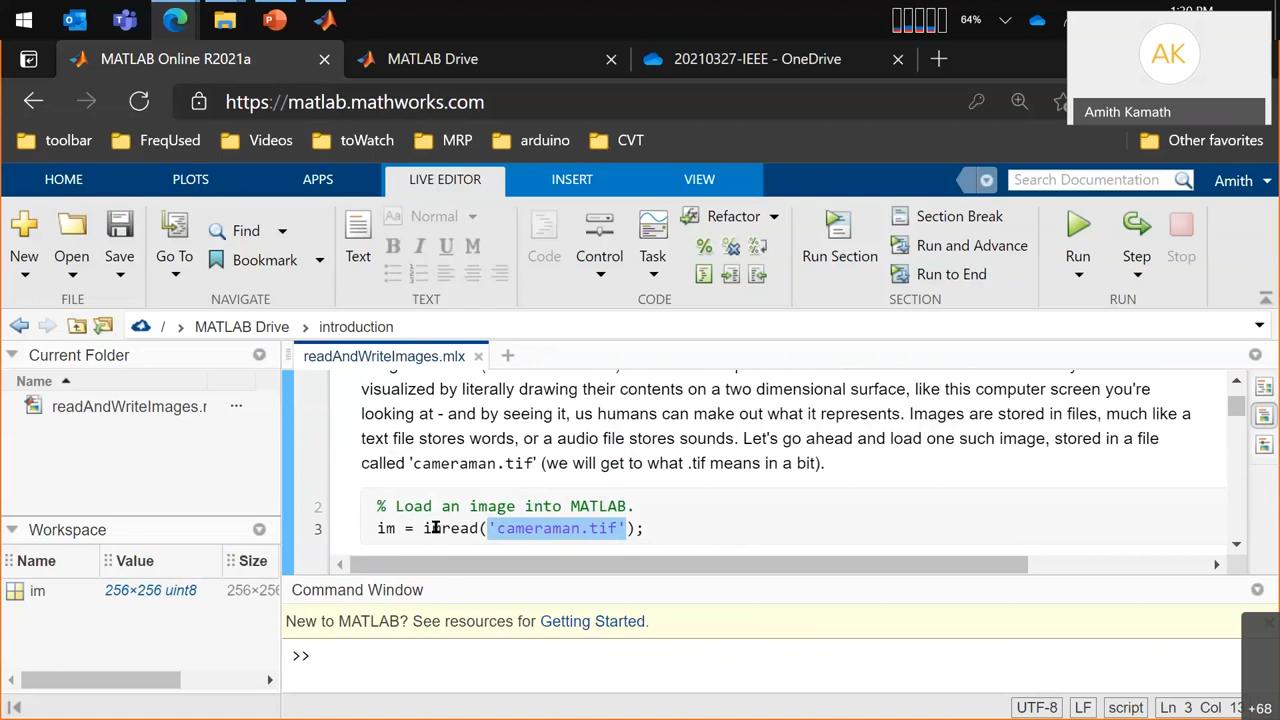 64%
AK
Amith Kamath
MATLAB Online R2021a
MATLAB Drive
20210327-IEEE - OneDrive
https://matlab.mathworks.com
toolbar
FreqUsed
Videos
toWatch
MRP
arduino
CVT
Other favorites
HOME
PLOTS
APPS
LIVE EDITOR
INSERT
VIEW
Search Documentation
Amith
New
Open
Save
FILE
Go To
Find
Bookmark
NAVIGATE
Text
Aa Normal
B I U M
TEXT
Code
Control
Task
Refactor
CODE
Run Section
Section Break
Run and Advance
Run to End
SECTION
Run
Step
Stop
RUN
/ MATLAB Drive introduction
Current Folder
Name
readAndWriteImages.r
Workspace
Name Value Size
im 256×256 uint8 256×25
readAndWriteImages.mlx
visualized by literally drawing their contents on a two dimensional surface, like this computer screen you're
looking at - and by seeing it, us humans can make out what it represents. Images are stored in files, much like a
text file stores words, or a audio file stores sounds. Let's go ahead and load one such image, stored in a file
called 'cameraman.tif' (we will get to what .tif means in a bit).
2 % Load an image into MATLAB.
3 im = imread('cameraman.tif');
Command Window
New to MATLAB? See resources for Getting Started.
>>
UTF-8
LF
script
Ln 3 Col 13
+68